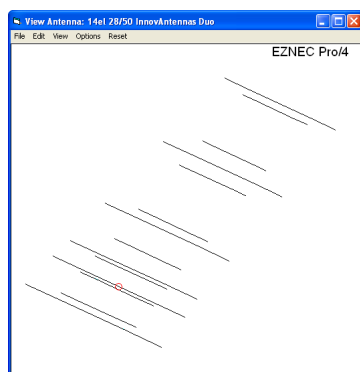 View Antenna: 14el 28/50 InnovAntennas Duo
File Edit View Options Reset
EZNEC Pro/4